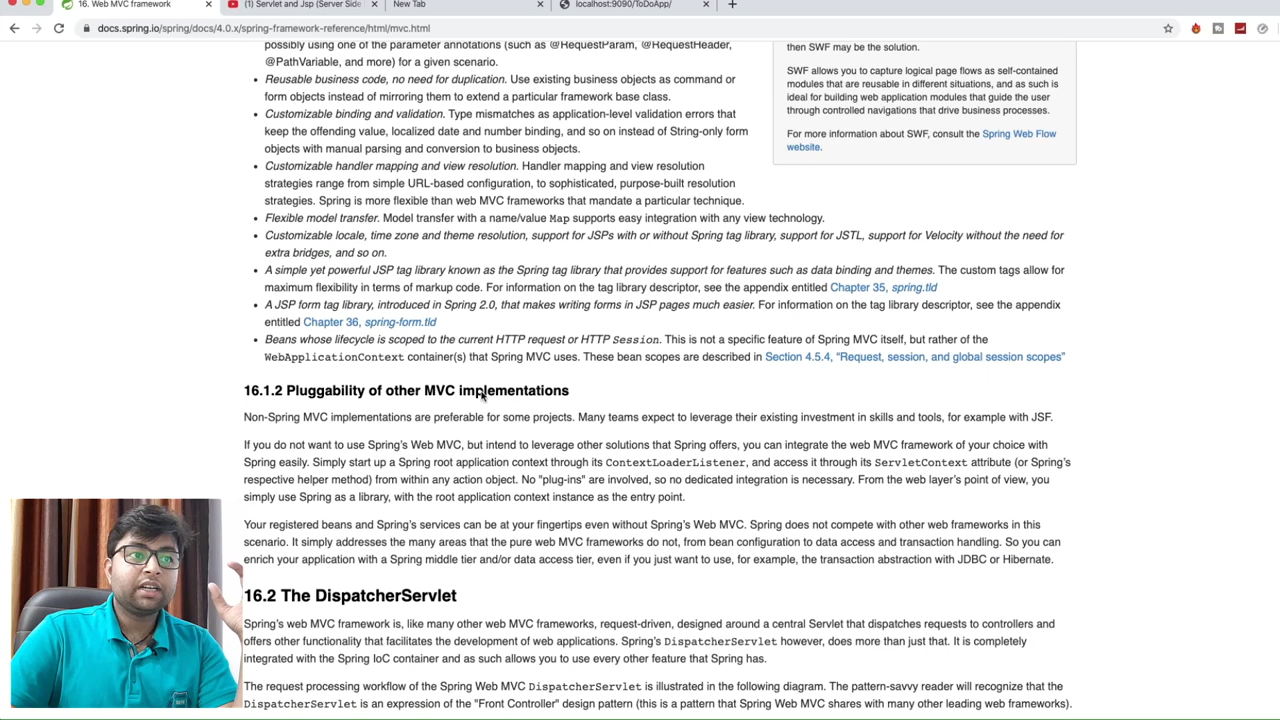 16. Web MVC framework
(1) Servlet and Jsp (Server Side
New Tab
localhost:9090/ToDoApp/
docs.spring.io/spring/docs/4.0.x/spring-framework-reference/html/mvc.html
possibly using one of the parameter annotations (such as @RequestParam, @RequestHeader,
@PathVariable, and more) for a given scenario.
Reusable business code, no need for duplication. Use existing business objects as command or
form objects instead of mirroring them to extend a particular framework base class.
Customizable binding and validation. Type mismatches as application-level validation errors that
keep the offending value, localized date and number binding, and so on instead of String-only form
objects with manual parsing and conversion to business objects.
Customizable handler mapping and view resolution. Handler mapping and view resolution
strategies range from simple URL-based configuration, to sophisticated, purpose-built resolution
strategies. Spring is more flexible than web MVC frameworks that mandate a particular technique.
Flexible model transfer. Model transfer with a name/value Map supports easy integration with any view technology.
Customizable locale, time zone and theme resolution, support for JSPs with or without Spring tag library, support for JSTL, support for Velocity without the need for
extra bridges, and so on.
A simple yet powerful JSP tag library known as the Spring tag library that provides support for features such as data binding and themes. The custom tags allow for
maximum flexibility in terms of markup code. For information on the tag library descriptor, see the appendix entitled Chapter 35, spring.tld
A JSP form tag library, introduced in Spring 2.0, that makes writing forms in JSP pages much easier. For information on the tag library descriptor, see the appendix
entitled Chapter 36, spring-form.tld
Beans whose lifecycle is scoped to the current HTTP request or HTTP Session. This is not a specific feature of Spring MVC itself, but rather of the
WebApplicationContext container(s) that Spring MVC uses. These bean scopes are described in Section 4.5.4, “Request, session, and global session scopes”
then SWF may be the solution.
SWF allows you to capture logical page flows as self-contained
modules that are reusable in different situations, and as such is
ideal for building web application modules that guide the user
through controlled navigations that drive business processes.
For more information about SWF, consult the Spring Web Flow
website.
16.1.2 Pluggability of other MVC implementations
Non-Spring MVC implementations are preferable for some projects. Many teams expect to leverage their existing investment in skills and tools, for example with JSF.
If you do not want to use Spring’s Web MVC, but intend to leverage other solutions that Spring offers, you can integrate the web MVC framework of your choice with
Spring easily. Simply start up a Spring root application context through its ContextLoaderListener, and access it through its ServletContext attribute (or Spring’s
respective helper method) from within any action object. No "plug-ins" are involved, so no dedicated integration is necessary. From the web layer’s point of view, you
simply use Spring as a library, with the root application context instance as the entry point.
Your registered beans and Spring’s services can be at your fingertips even without Spring’s Web MVC. Spring does not compete with other web frameworks in this
scenario. It simply addresses the many areas that the pure web MVC frameworks do not, from bean configuration to data access and transaction handling. So you can
enrich your application with a Spring middle tier and/or data access tier, even if you just want to use, for example, the transaction abstraction with JDBC or Hibernate.
16.2 The DispatcherServlet
Spring’s web MVC framework is, like many other web MVC frameworks, request-driven, designed around a central Servlet that dispatches requests to controllers and
offers other functionality that facilitates the development of web applications. Spring’s DispatcherServlet however, does more than just that. It is completely
integrated with the Spring IoC container and as such allows you to use every other feature that Spring has.
The request processing workflow of the Spring Web MVC DispatcherServlet is illustrated in the following diagram. The pattern-savvy reader will recognize that the
DispatcherServlet is an expression of the "Front Controller" design pattern (this is a pattern that Spring Web MVC shares with many other leading web frameworks).